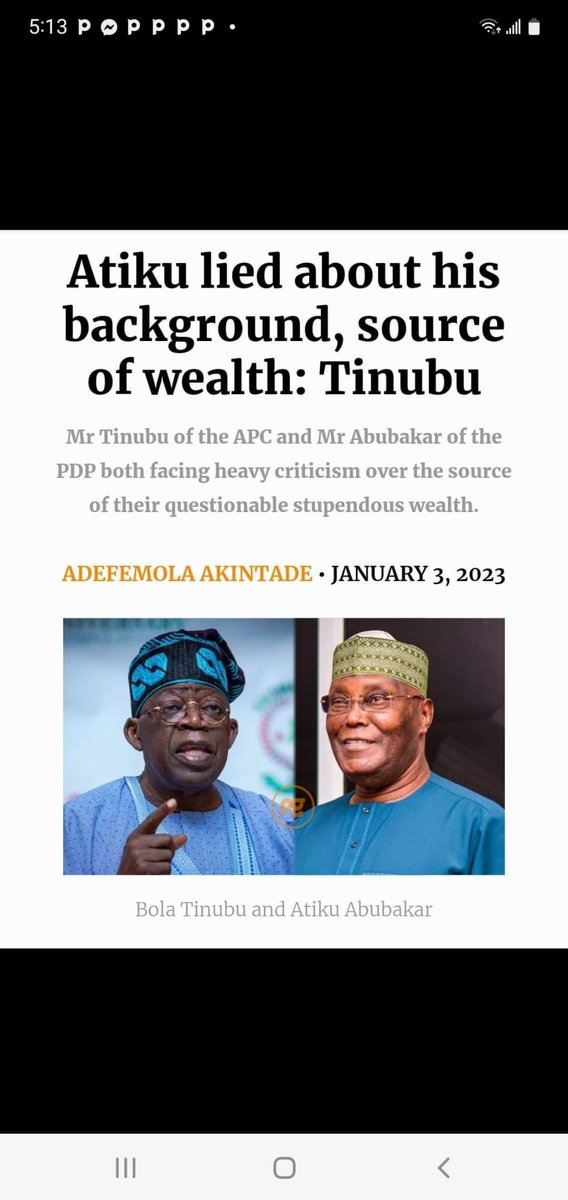 5:13
Atiku lied about his
background, source
of wealth: Tinubu
Mr Tinubu of the APC and Mr Abubakar of the
PDP both facing heavy criticism over the source
of their questionable stupendous wealth.
ADEFEMOLA AKINTADE • JANUARY 3, 2023
PG
Bola Tinubu and Atiku Abubakar